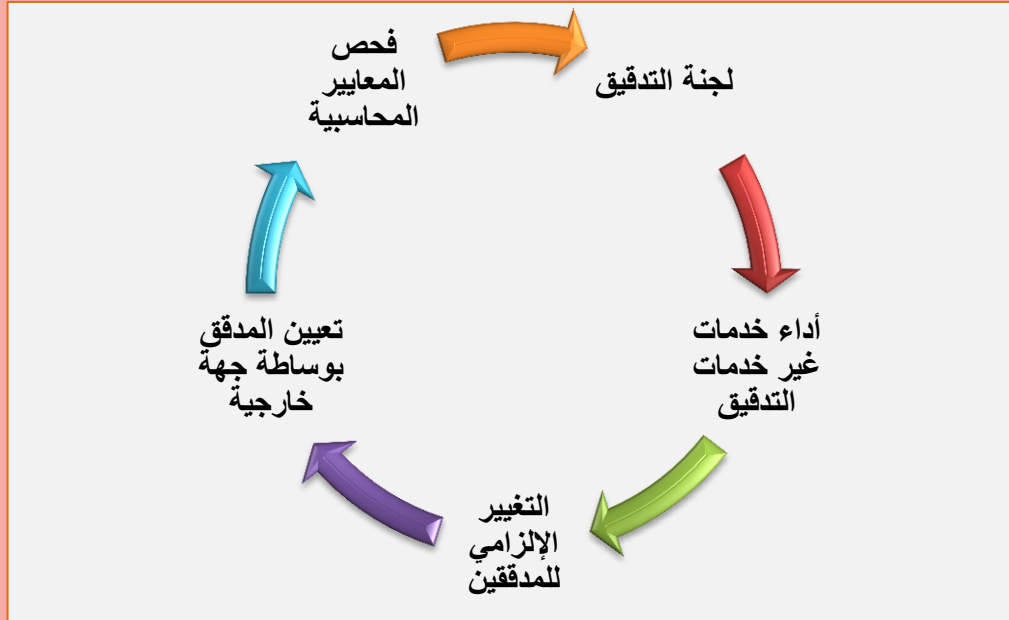 لجنة التدقيق
أداء خدمات
غير خدمات
التدقيق
التغيير
الإلزامي
للمدققين
تعيين المدقق
بوساطة جهة
خارجية
فحص
المعايير
المحاسبية